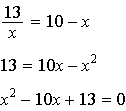 13/x = 10 − x
13 = 10x − x²
x² − 10x + 13 = 0